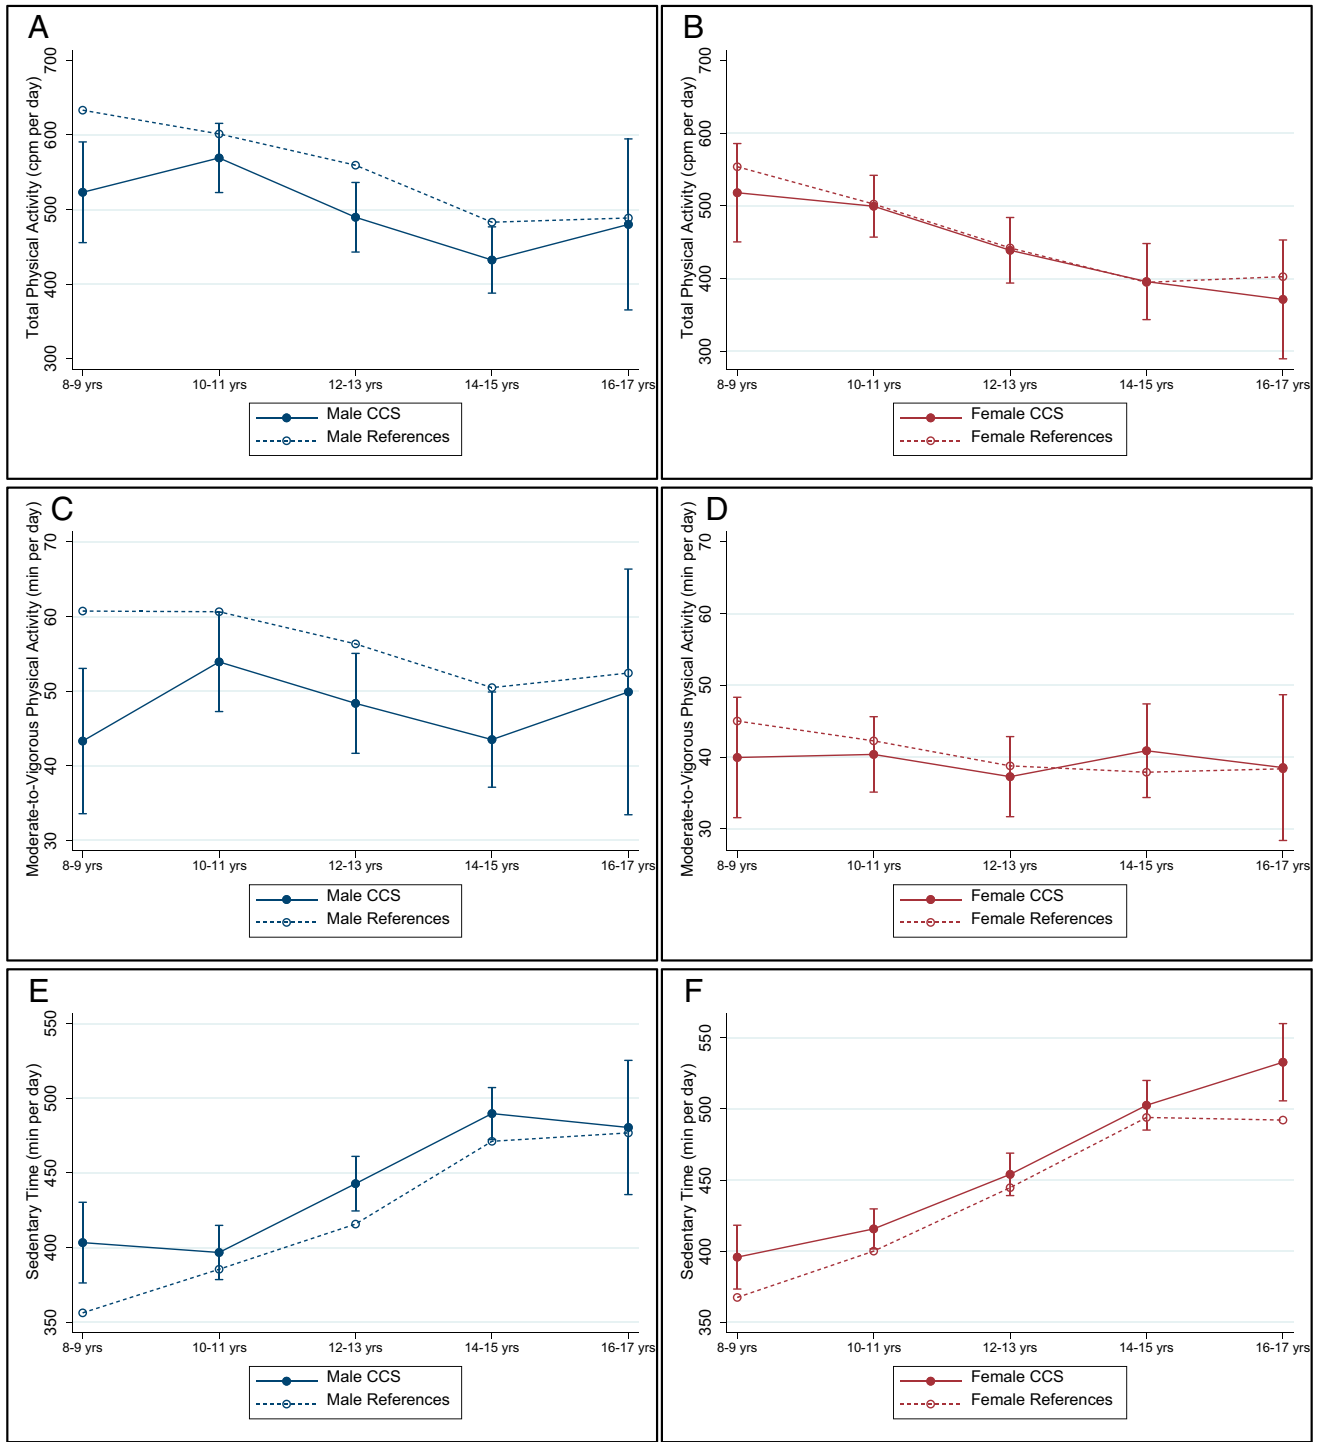 A
Total Physical Activity (cpm per day)
700
600
500
400
300
8-9 yrs
10-11 yrs
12-13 yrs
14-15 yrs
16-17 yrs
Male CCS
Male References
B
Total Physical Activity (cpm per day)
700
600
500
400
300
8-9 yrs
10-11 yrs
12-13 yrs
14-15 yrs
16-17 yrs
Female CCS
Female References
C
Moderate-to-Vigorous Physical Activity (min per day)
70
60
50
40
30
8-9 yrs
10-11 yrs
12-13 yrs
14-15 yrs
16-17 yrs
Male CCS
Male References
D
Moderate-to-Vigorous Physical Activity (min per day)
70
60
50
40
30
8-9 yrs
10-11 yrs
12-13 yrs
14-15 yrs
16-17 yrs
Female CCS
Female References
E
Sedentary Time (min per day)
550
500
450
400
350
8-9 yrs
10-11 yrs
12-13 yrs
14-15 yrs
16-17 yrs
Male CCS
Male References
F
Sedentary Time (min per day)
550
500
450
400
350
8-9 yrs
10-11 yrs
12-13 yrs
14-15 yrs
16-17 yrs
Female CCS
Female References